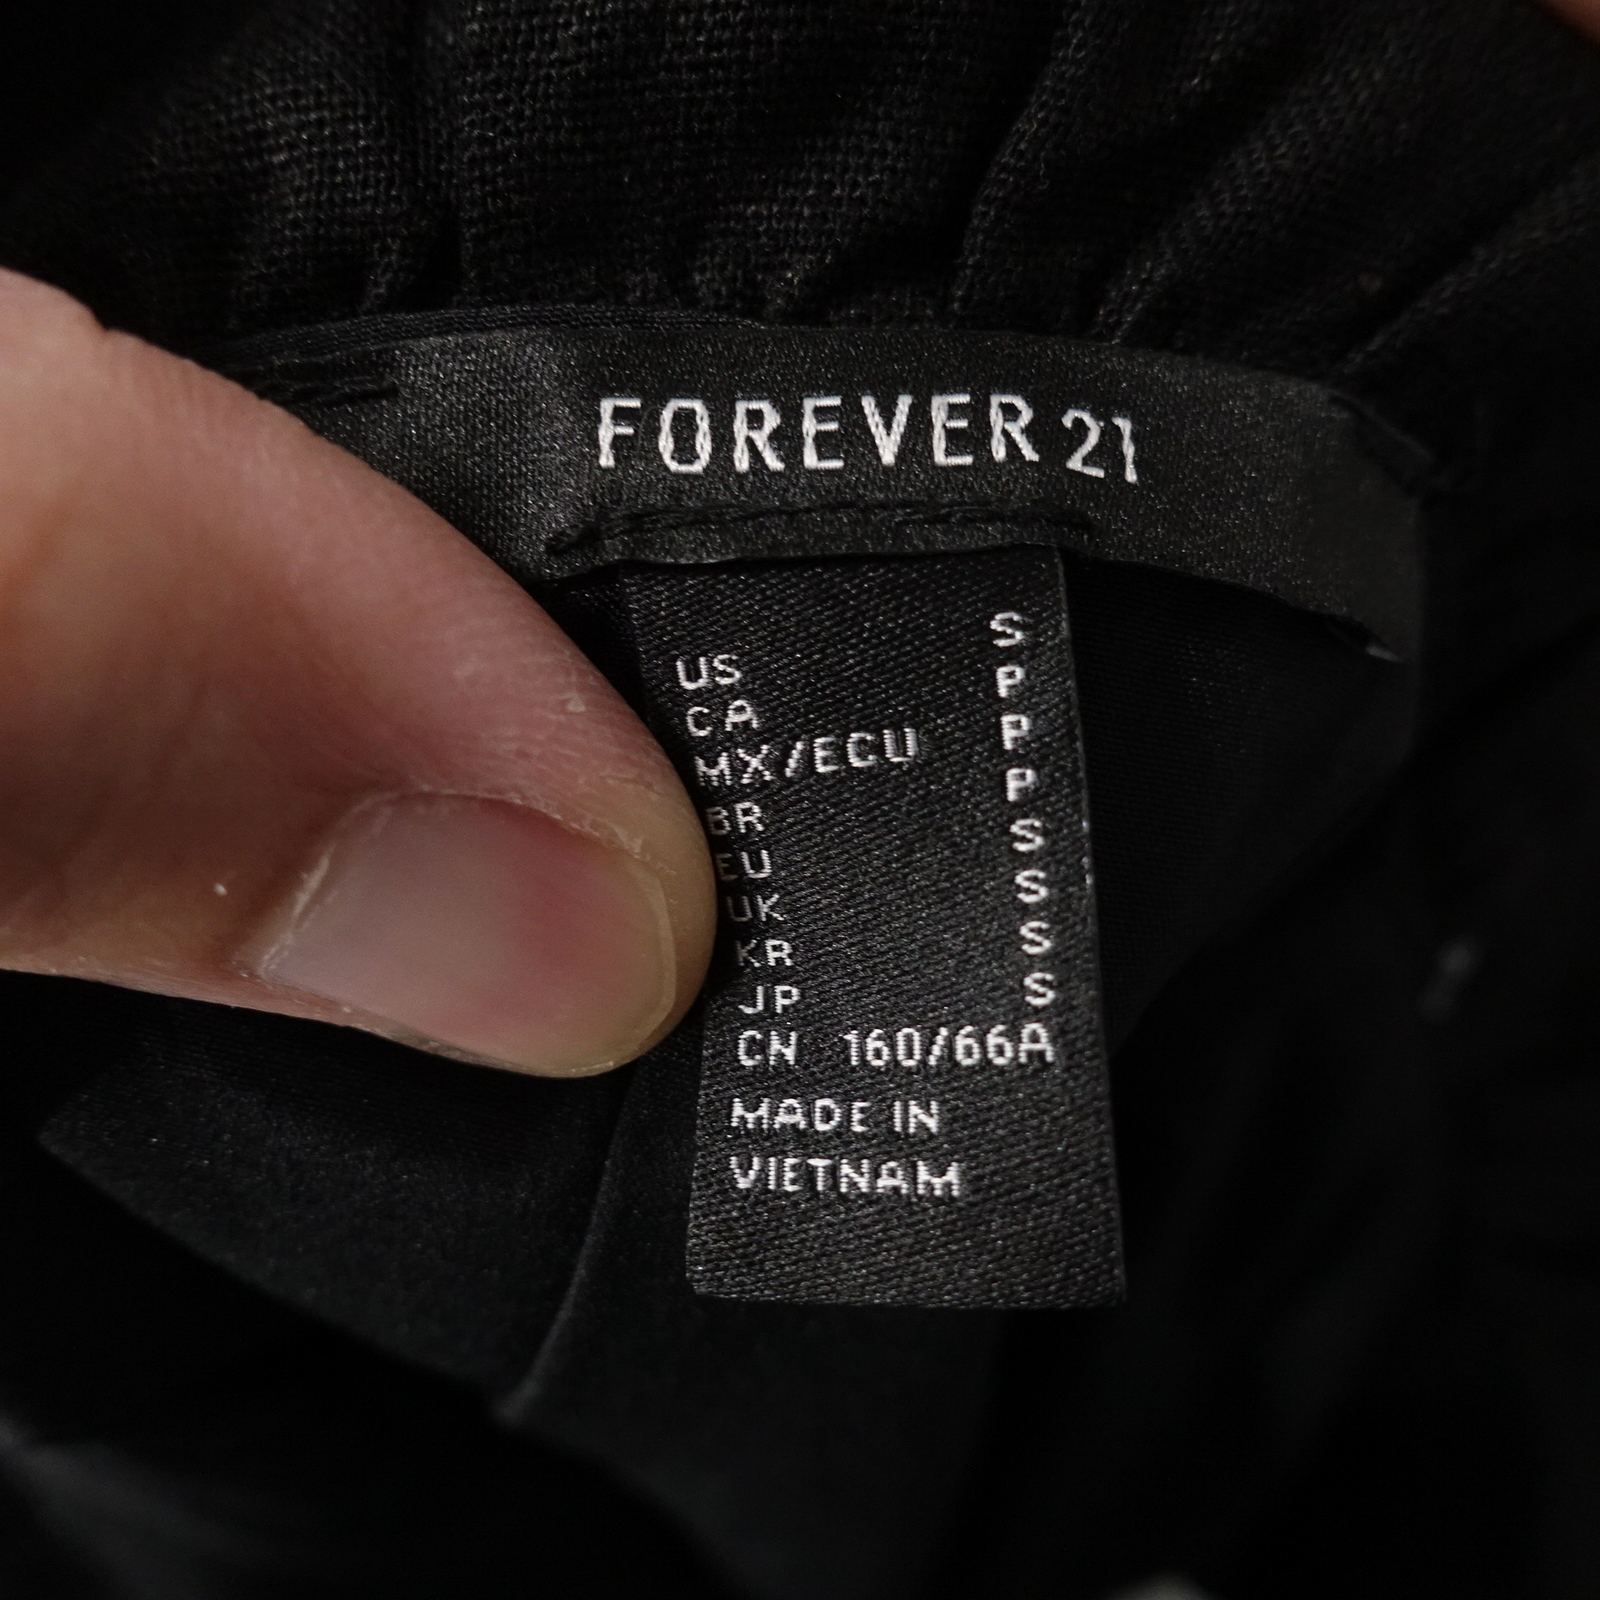 FOREVER 21
US S
CA P
MX/ECU P
BR P
EU S
UK S
KR S
JP S
CN 160/66A
MADE IN
VIETNAM